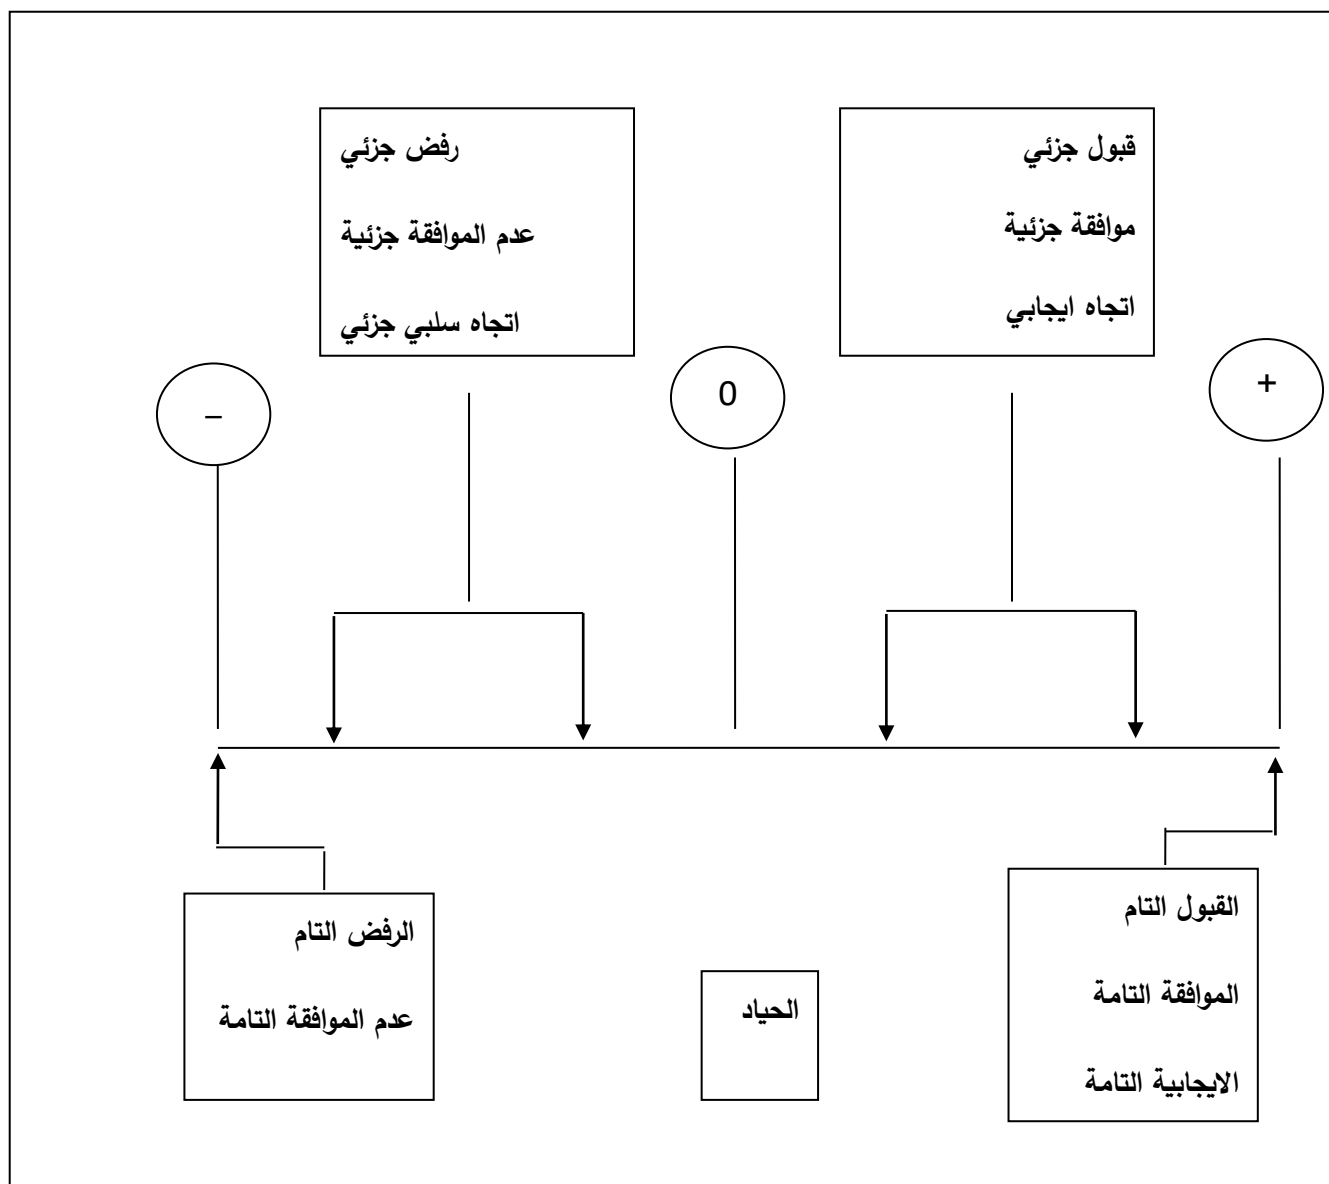 قبول جزئي
موافقة جزئية
اتجاه ايجابي
رفض جزئي
عدم الموافقة جزئية
اتجاه سلبي جزئي
+
0
–
القبول التام
الموافقة التامة
الايجابية التامة
الحياد
الرفض التام
عدم الموافقة التامة